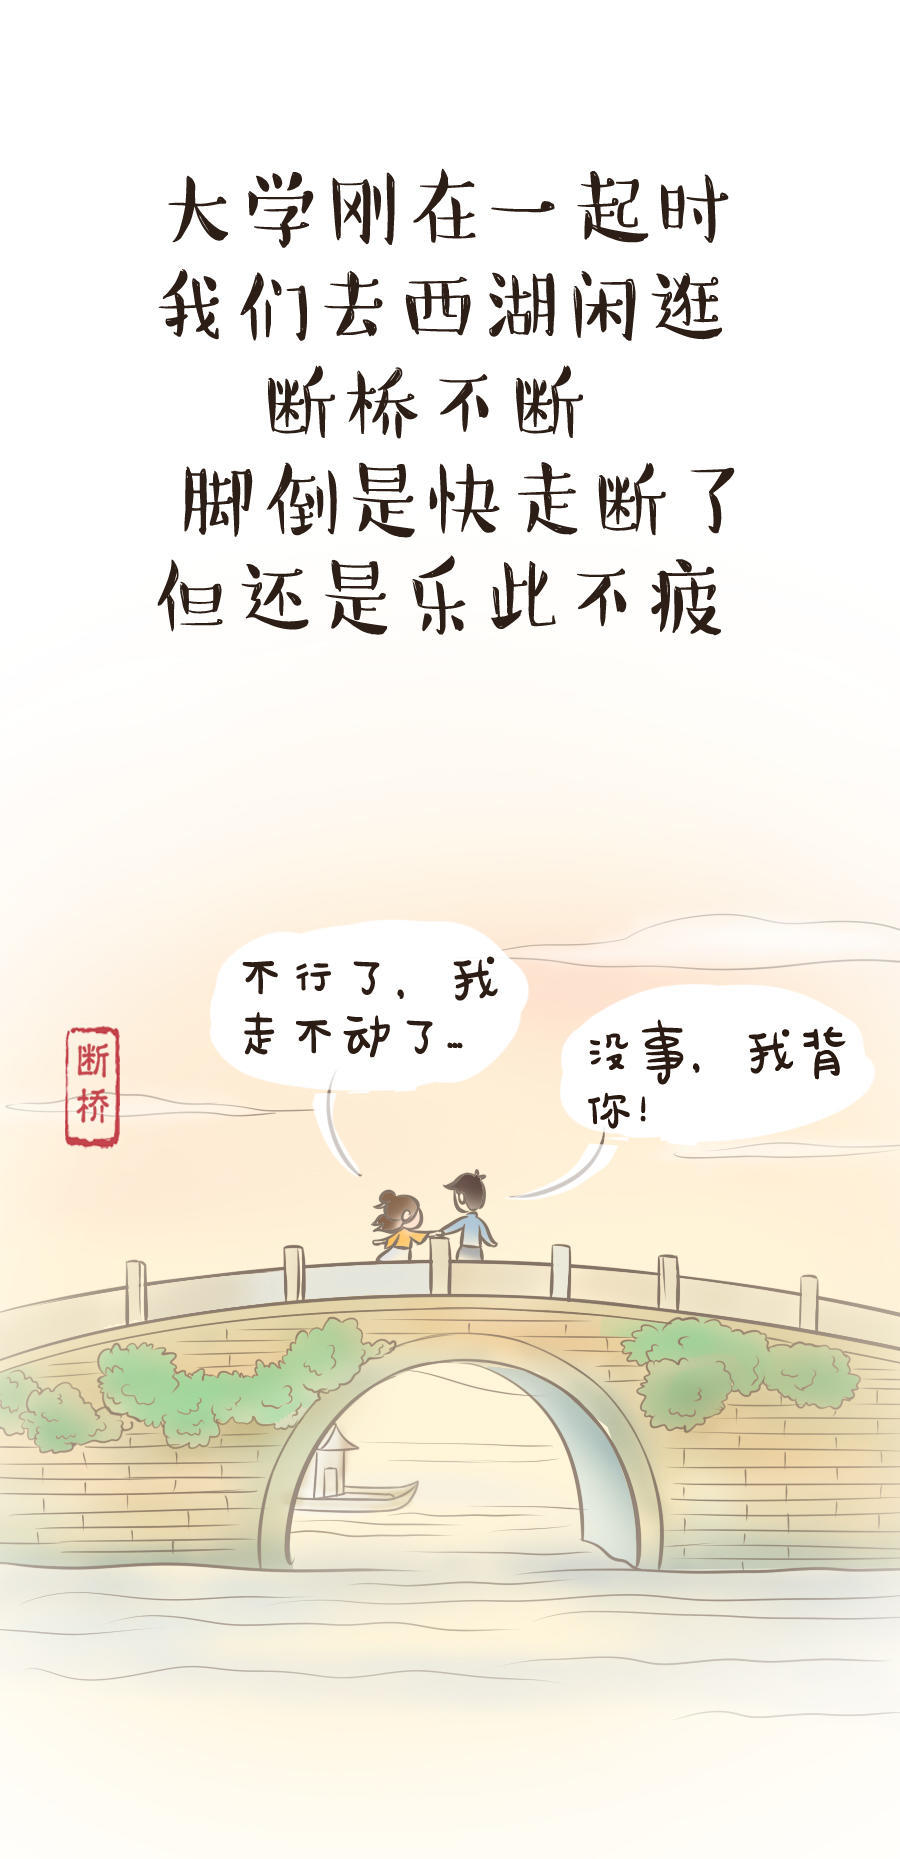 大学刚在一起时
我们去西湖闲逛
断桥不断
脚倒是快走断了
但还是乐此不疲
不行了，我
走不动了...
没事，我背
你！
断
桥